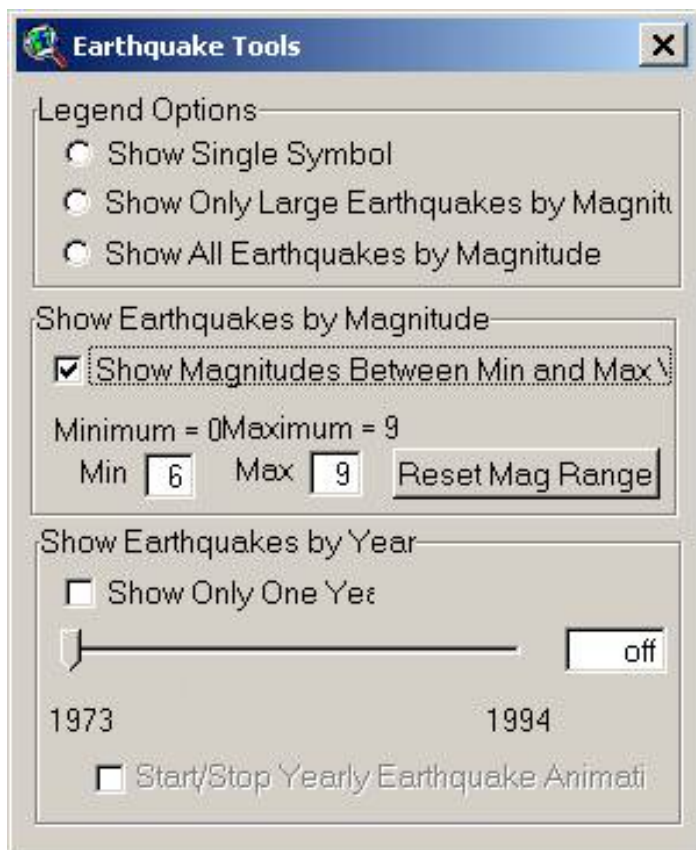 Earthquake Tools
Legend Options
Show Single Symbol
Show Only Large Earthquakes by Magnitu
Show All Earthquakes by Magnitude
Show Earthquakes by Magnitude
Show Magnitudes Between Min and Max V
Minimum = 0Maximum = 9
Min 6 Max 9 Reset Mag Range
Show Earthquakes by Year
Show Only One Yea
off
1973 1994
Start/Stop Yearly Earthquake Animati